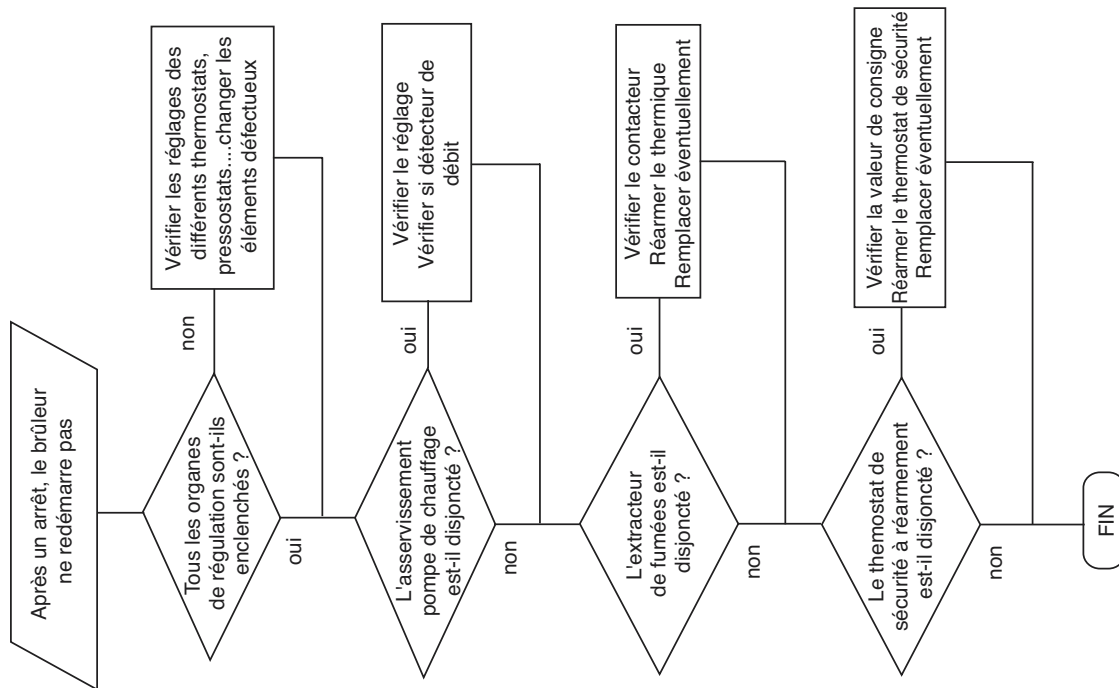 Après un arrêt, le brûleur
ne redémarre pas
Tous les organes
de régulation sont-ils
enclenchés ?
non
Vérifier les réglages des
différents thermostats,
pressostats....changer les
éléments défectueux
oui
L'asservissement
pompe de chauffage
est-il disjoncté ?
oui
Vérifier le réglage
Vérifier si détecteur de
débit
non
L'extracteur
de fumées est-il
disjoncté ?
oui
Vérifier le contacteur
Réarmer le thermique
Remplacer éventuellement
non
Le themostat de
sécurité à réarmement
est-il disjoncté ?
oui
Vérifier la valeur de consigne
Réarmer le thermostat de sécurité
Remplacer éventuellement
non
FIN